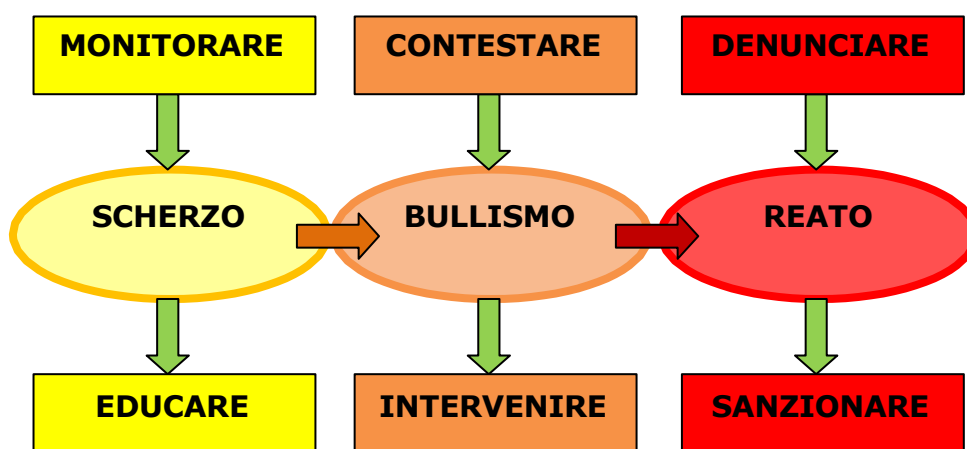 MONITORARE
CONTESTARE
DENUNCIARE
SCHERZO
BULLISMO
REATO
EDUCARE
INTERVENIRE
SANZIONARE